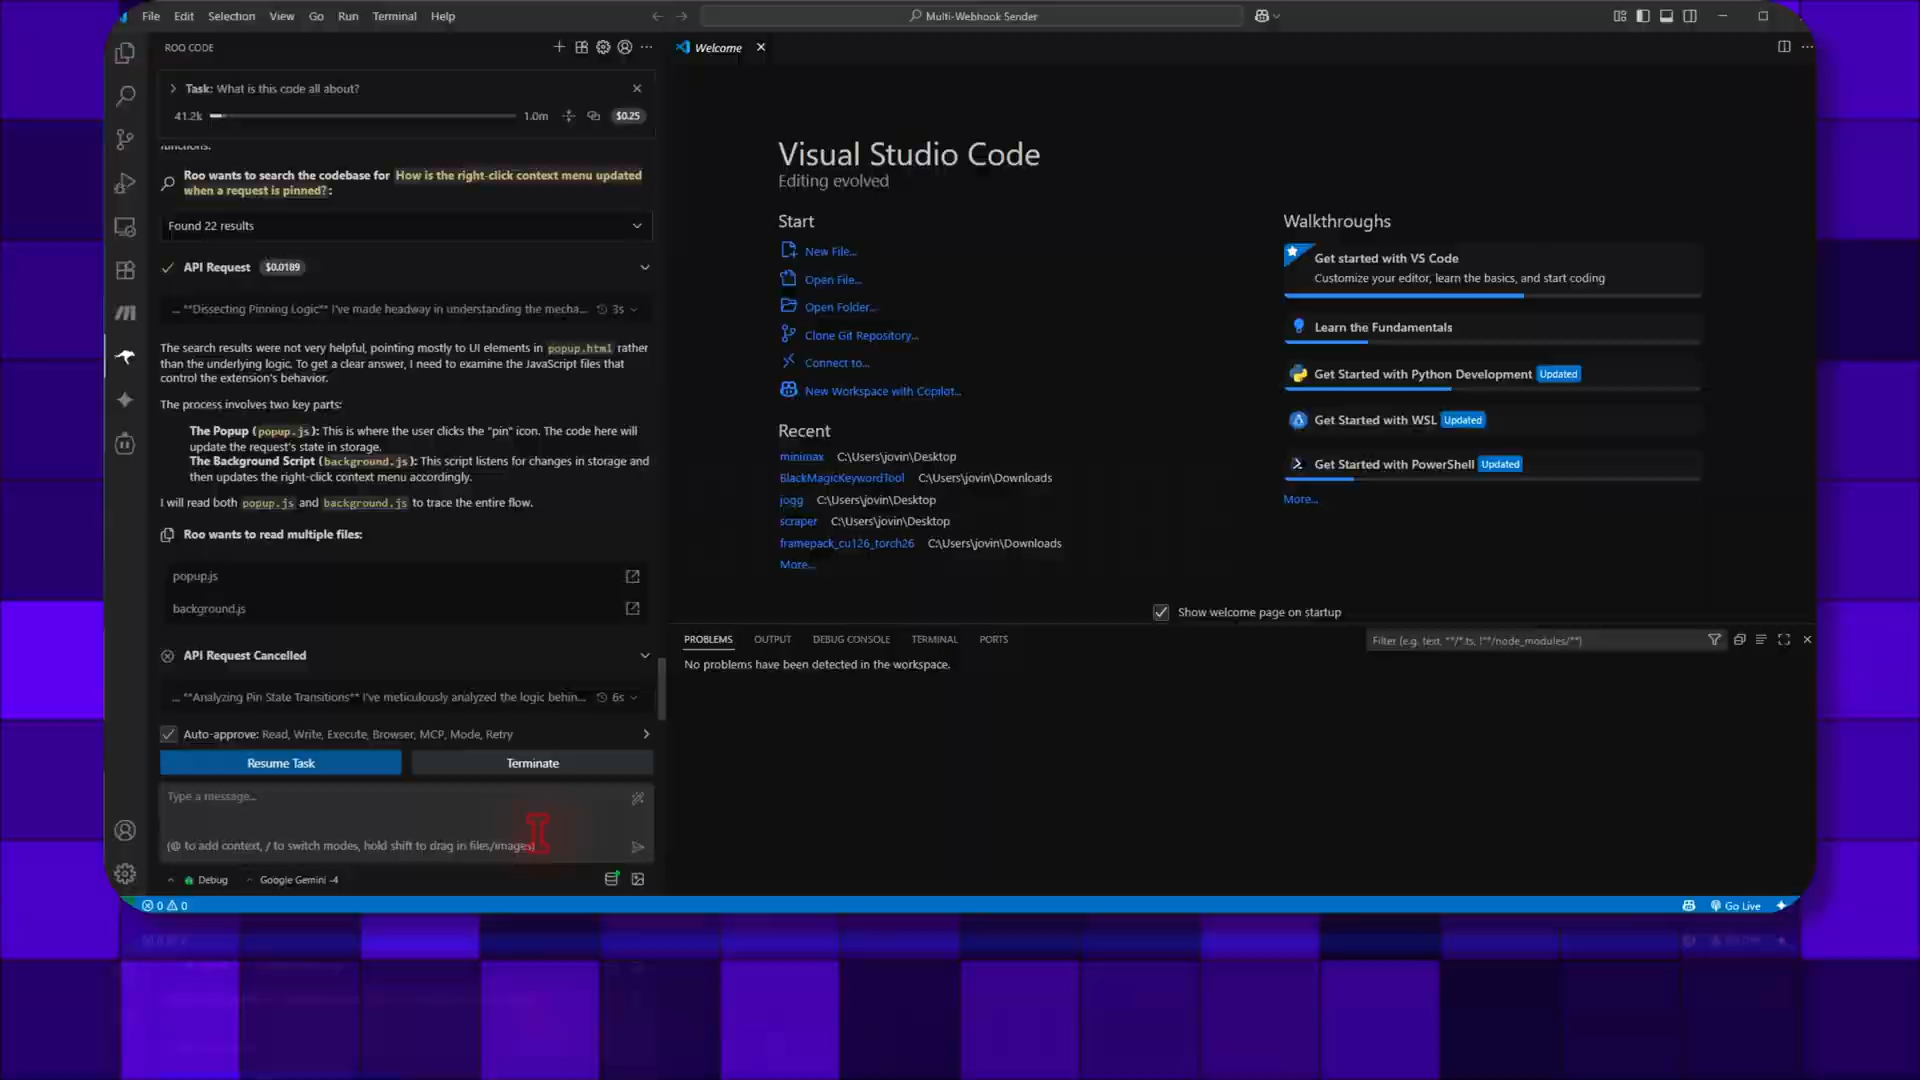 File Edit Selection View Go Run Terminal Help
Multi-Webhook Sender
ROO CODE
Task: What is this code all about?
41.2k 1.0m $0.25
functions.
Roo wants to search the codebase for How is the right-click context menu updated
when a request is pinned?:
Found 22 results
API Request $0.0189
... **Dissecting Pinning Logic** I've made headway in understanding the mecha... 3s
The search results were not very helpful, pointing mostly to UI elements in popup.html rather
than the underlying logic. To get a clear answer, I need to examine the JavaScript files that
control the extension's behavior.
The process involves two key parts:
The Popup (popup.js): This is where the user clicks the "pin" icon. The code here will
update the request's state in storage.
The Background Script (background.js): This script listens for changes in storage and
then updates the right-click context menu accordingly.
I will read both popup.js and background.js to trace the entire flow.
Roo wants to read multiple files:
popup.js
background.js
API Request Cancelled
... **Analyzing Pin State Transitions** I've meticulously analyzed the logic behin... 6s
Auto-approve: Read, Write, Execute, Browser, MCP, Mode, Retry
Resume Task Terminate
Type a message...
(@ to add context, / to switch modes, hold shift to drag in files/images)
Debug Google Gemini -4
0 0
Welcome
Visual Studio Code
Editing evolved
Start
New File...
Open File...
Open Folder...
Clone Git Repository...
Connect to...
New Workspace with Copilot...
Recent
minimax C:\Users\jovin\Desktop
BlackMagicKeywordTool C:\Users\jovin\Downloads
jogg C:\Users\jovin\Desktop
scraper C:\Users\jovin\Desktop
framepack_cu126_torch26 C:\Users\jovin\Downloads
More...
Walkthroughs
Get started with VS Code
Customize your editor, learn the basics, and start coding
Learn the Fundamentals
Get Started with Python Development Updated
Get Started with WSL Updated
Get Started with PowerShell Updated
More...
Show welcome page on startup
PROBLEMS OUTPUT DEBUG CONSOLE TERMINAL PORTS
Filter (e.g. text, **/*.ts, !**/node_modules/**)
No problems have been detected in the workspace.
Go Live